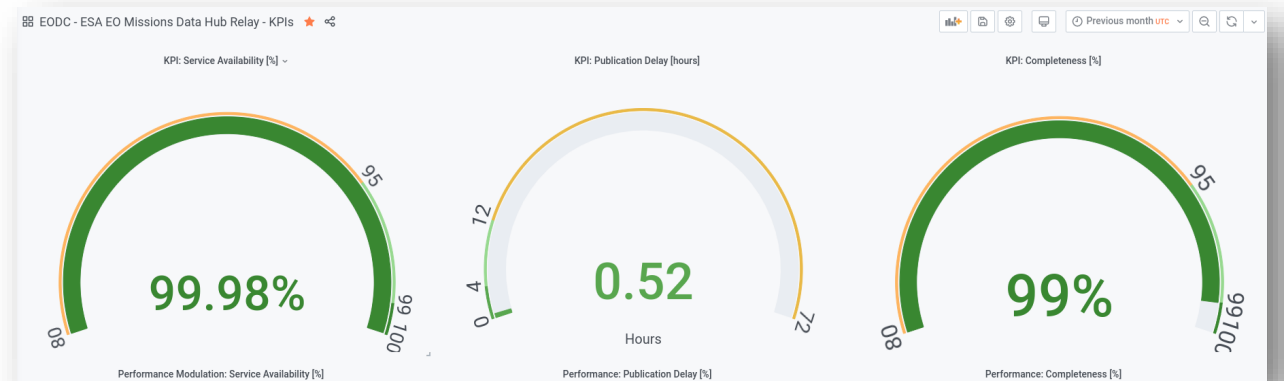 EODC - ESA EO Missions Data Hub Relay - KPIs
Previous month UTC
KPI: Service Availability [%]
KPI: Publication Delay [hours]
KPI: Completeness [%]
80
95
99
100
99.98%
0
4
12
72
0.52
Hours
80
95
99
100
99%
Performance Modulation: Service Availability [%]
Performance: Publication Delay [%]
Performance: Completeness [%]